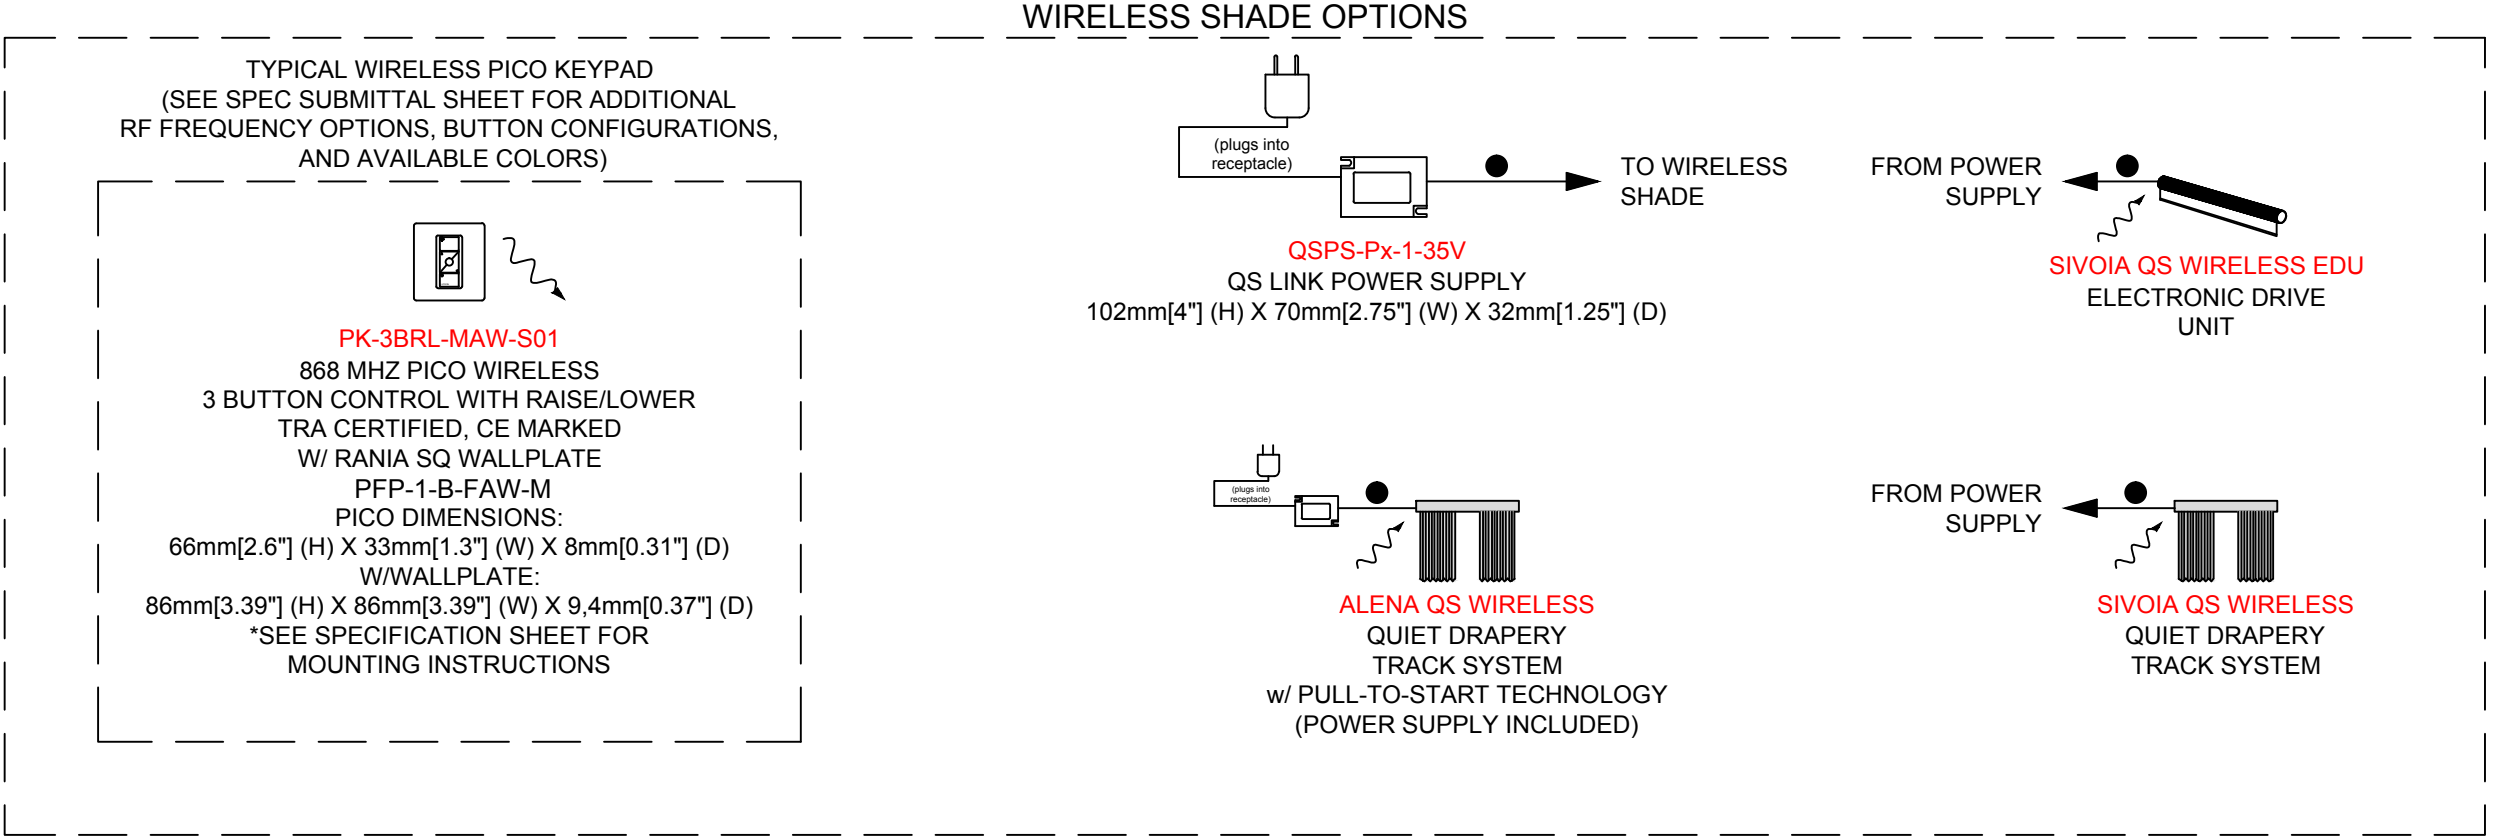 WIRELESS SHADE OPTIONS
TYPICAL WIRELESS PICO KEYPAD
(SEE SPEC SUBMITTAL SHEET FOR ADDITIONAL
RF FREQUENCY OPTIONS, BUTTON CONFIGURATIONS,
AND AVAILABLE COLORS)
PK-3BRL-MAW-S01
868 MHZ PICO WIRELESS
3 BUTTON CONTROL WITH RAISE/LOWER
TRA CERTIFIED, CE MARKED
W/ RANIA SQ WALLPLATE
PFP-1-B-FAW-M
PICO DIMENSIONS:
66mm[2.6"] (H) X 33mm[1.3"] (W) X 8mm[0.31"] (D)
W/WALLPLATE:
86mm[3.39"] (H) X 86mm[3.39"] (W) X 9,4mm[0.37"] (D)
*SEE SPECIFICATION SHEET FOR
MOUNTING INSTRUCTIONS
(plugs into
receptacle)
TO WIRELESS
SHADE
QSPS-Px-1-35V
QS LINK POWER SUPPLY
102mm[4"] (H) X 70mm[2.75"] (W) X 32mm[1.25"] (D)
FROM POWER
SUPPLY
SIVOIA QS WIRELESS EDU
ELECTRONIC DRIVE
UNIT
(plugs into
receptacle)
ALENA QS WIRELESS
QUIET DRAPERY
TRACK SYSTEM
w/ PULL-TO-START TECHNOLOGY
(POWER SUPPLY INCLUDED)
FROM POWER
SUPPLY
SIVOIA QS WIRELESS
QUIET DRAPERY
TRACK SYSTEM